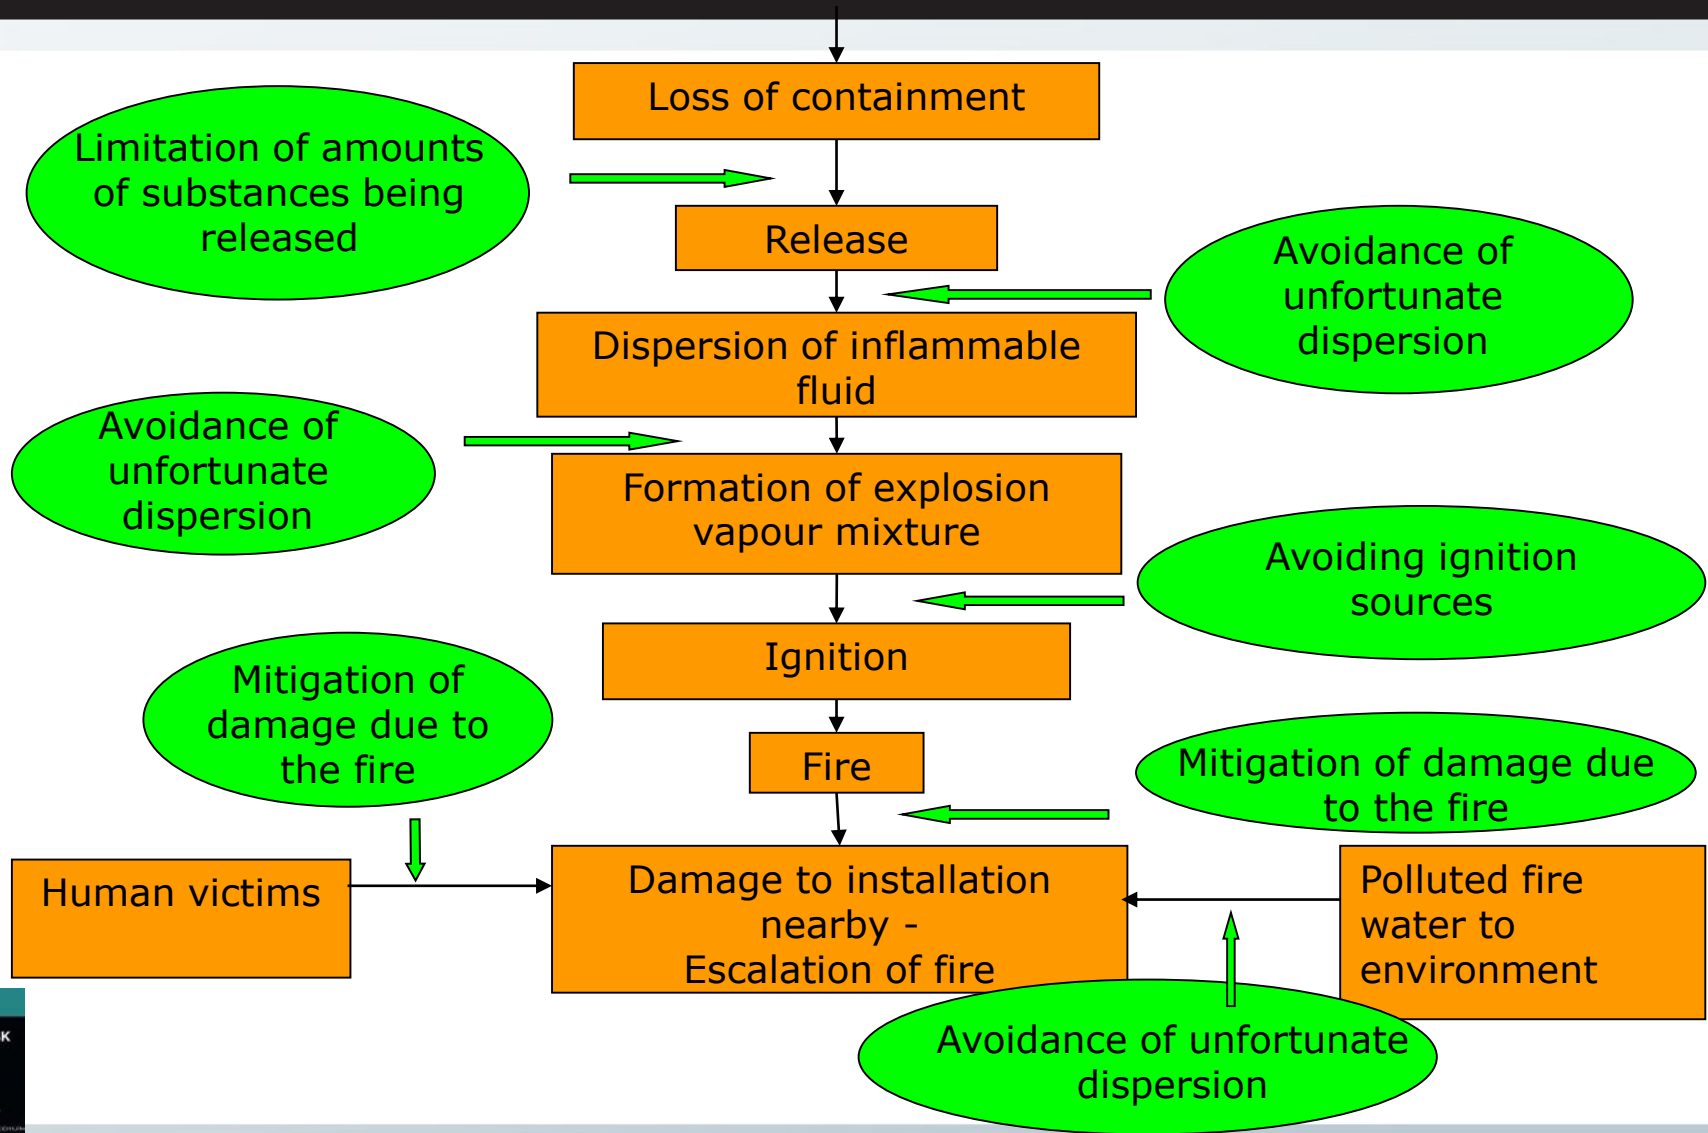 Loss of containment
Limitation of amounts
of substances being
released
Release
Avoidance of
unfortunate
dispersion
Dispersion of inflammable
fluid
Avoidance of
unfortunate
dispersion
Formation of explosion
vapour mixture
Avoiding ignition
sources
Ignition
Mitigation of
damage due to
the fire
Fire
Mitigation of damage due
to the fire
Human victims
Damage to installation
nearby -
Escalation of fire
Polluted fire
water to
environment
Avoidance of unfortunate
dispersion